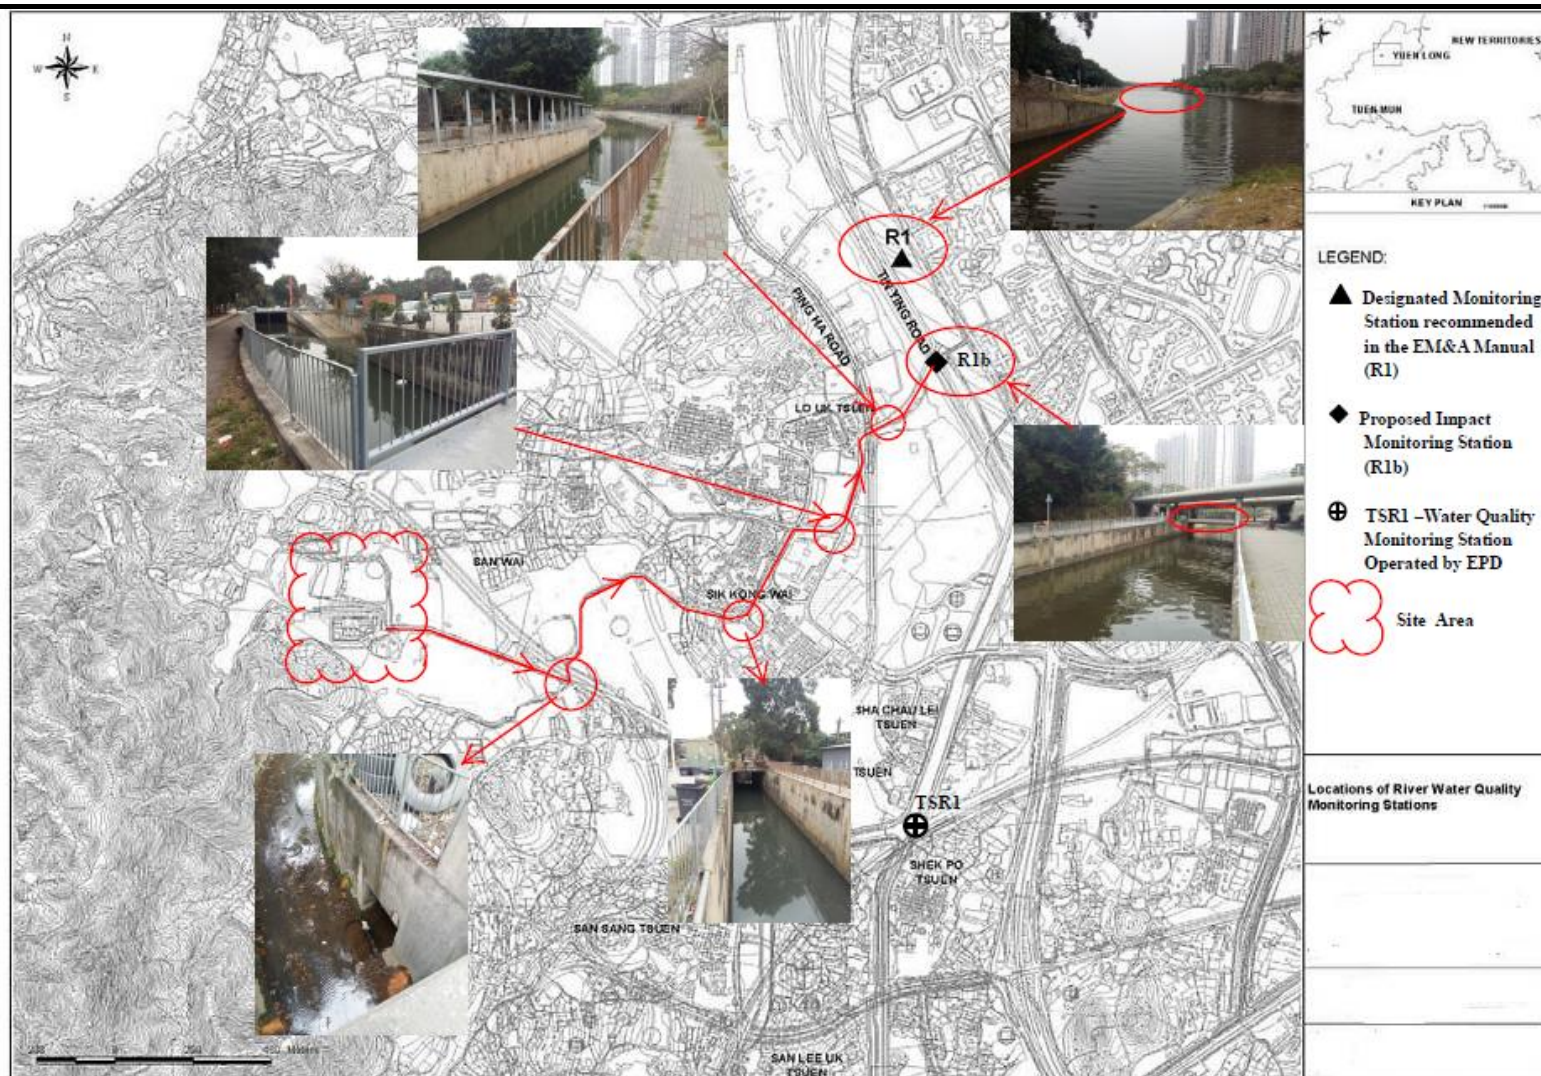 N
W E
S
NEW TERRITORIES
YUEN LONG
TUEN MUN
KEY PLAN
R1
TIN YING ROAD
PING HA ROAD
R1b
LO UK TSUEN
SAN WAI
SIK KONG WAI
SHA CHAU LEI
TSUEN
TSUEN
TSR1
SHEK PO
TSUEN
SAN SANG TSUEN
SAN LEE UK
TSUEN
LEGEND:
Designated Monitoring
Station recommended
in the EM&A Manual
(R1)
Proposed Impact
Monitoring Station
(R1b)
TSR1 –Water Quality
Monitoring Station
Operated by EPD
Site Area
Locations of River Water Quality
Monitoring Stations